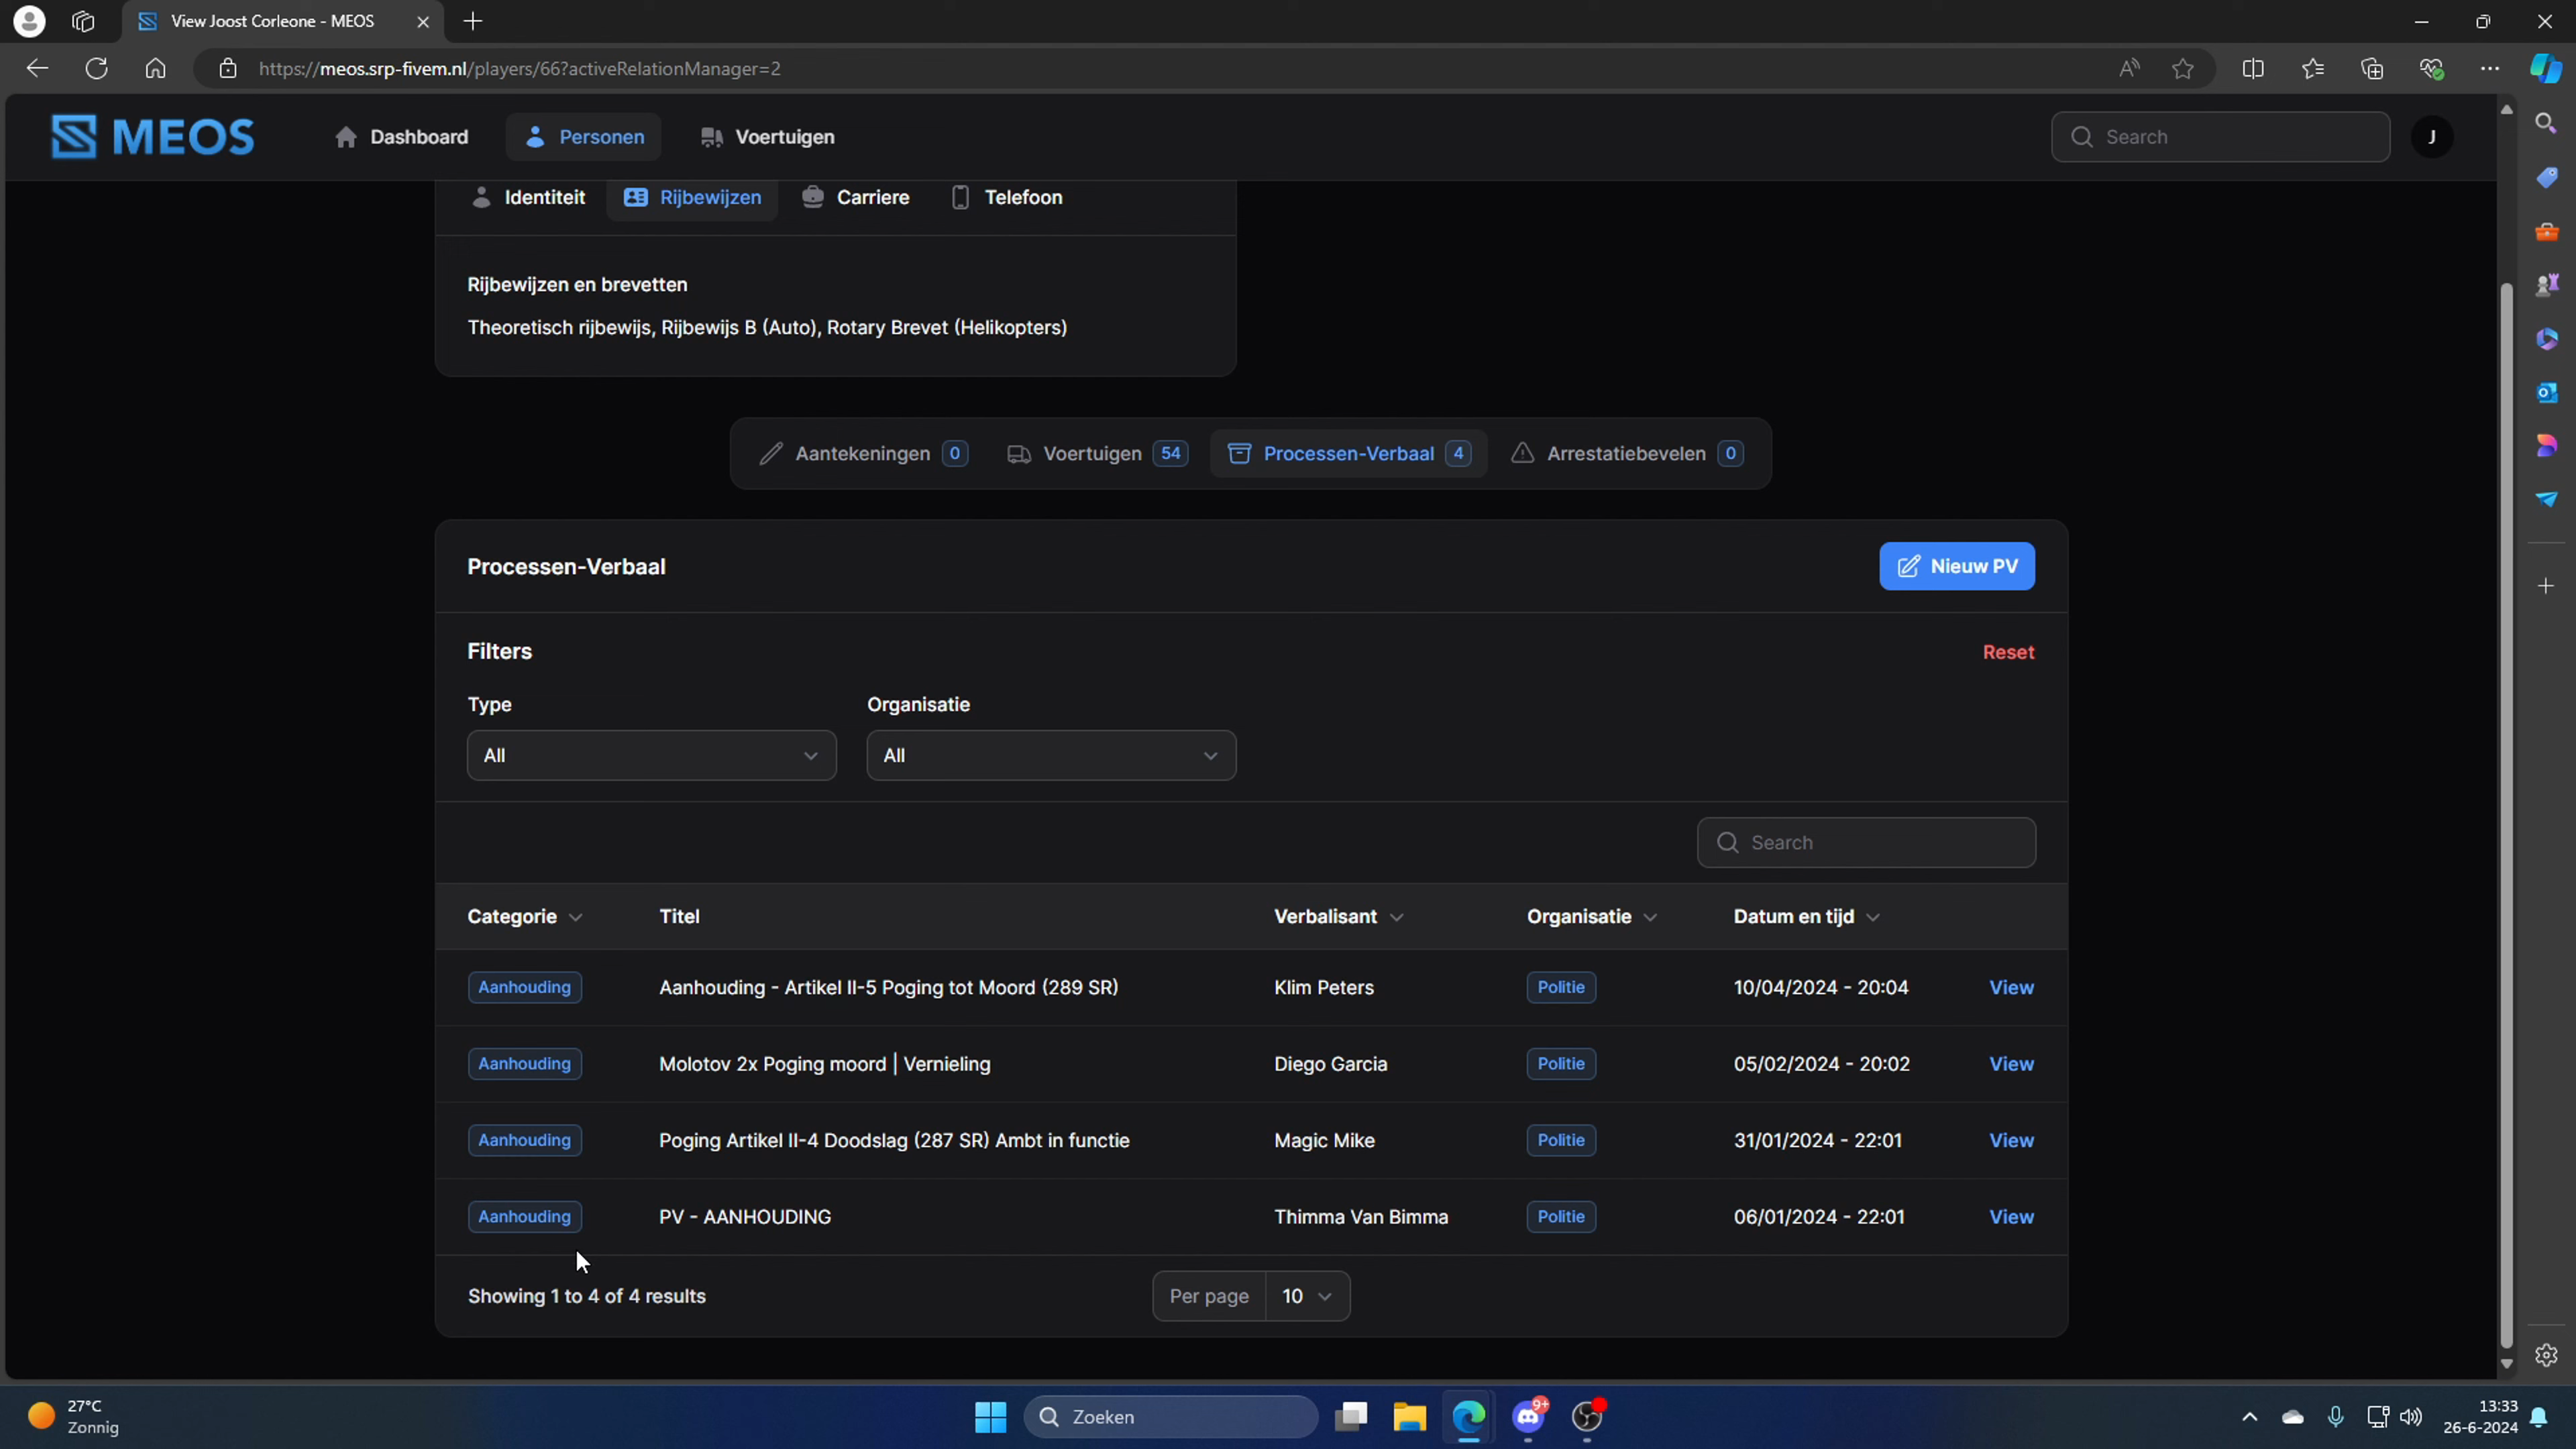 View Joost Corleone - MEOS
https://meos.srp-fivem.nl/players/66?activeRelationManager=2
MEOS
Dashboard
Personen
Voertuigen
Search
J
Identiteit
Rijbewijzen
Carriere
Telefoon
Rijbewijzen en brevetten
Theoretisch rijbewijs, Rijbewijs B (Auto), Rotary Brevet (Helikopters)
Aantekeningen 0
Voertuigen 54
Processen-Verbaal 4
Arrestatiebevelen 0
Processen-Verbaal
Nieuw PV
Filters
Reset
Type
Organisatie
All
All
Search
Categorie Titel Verbalisant Organisatie Datum en tijd
Aanhouding Aanhouding - Artikel II-5 Poging tot Moord (289 SR) Klim Peters Politie 10/04/2024 - 20:04 View
Aanhouding Molotov 2x Poging moord | Vernieling Diego Garcia Politie 05/02/2024 - 20:02 View
Aanhouding Poging Artikel II-4 Doodslag (287 SR) Ambt in functie Magic Mike Politie 31/01/2024 - 22:01 View
Aanhouding PV - AANHOUDING Thimma Van Bimma Politie 06/01/2024 - 22:01 View
Showing 1 to 4 of 4 results
Per page 10
27°C
Zonnig
Zoeken
9+
13:33
26-6-2024